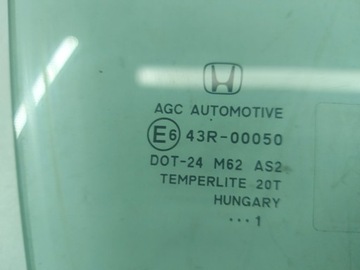 AGC AUTOMOTIVE
E6 43R-00050
DOT-24 M62 AS2
TEMPERLITE 20T
HUNGARY
•••1